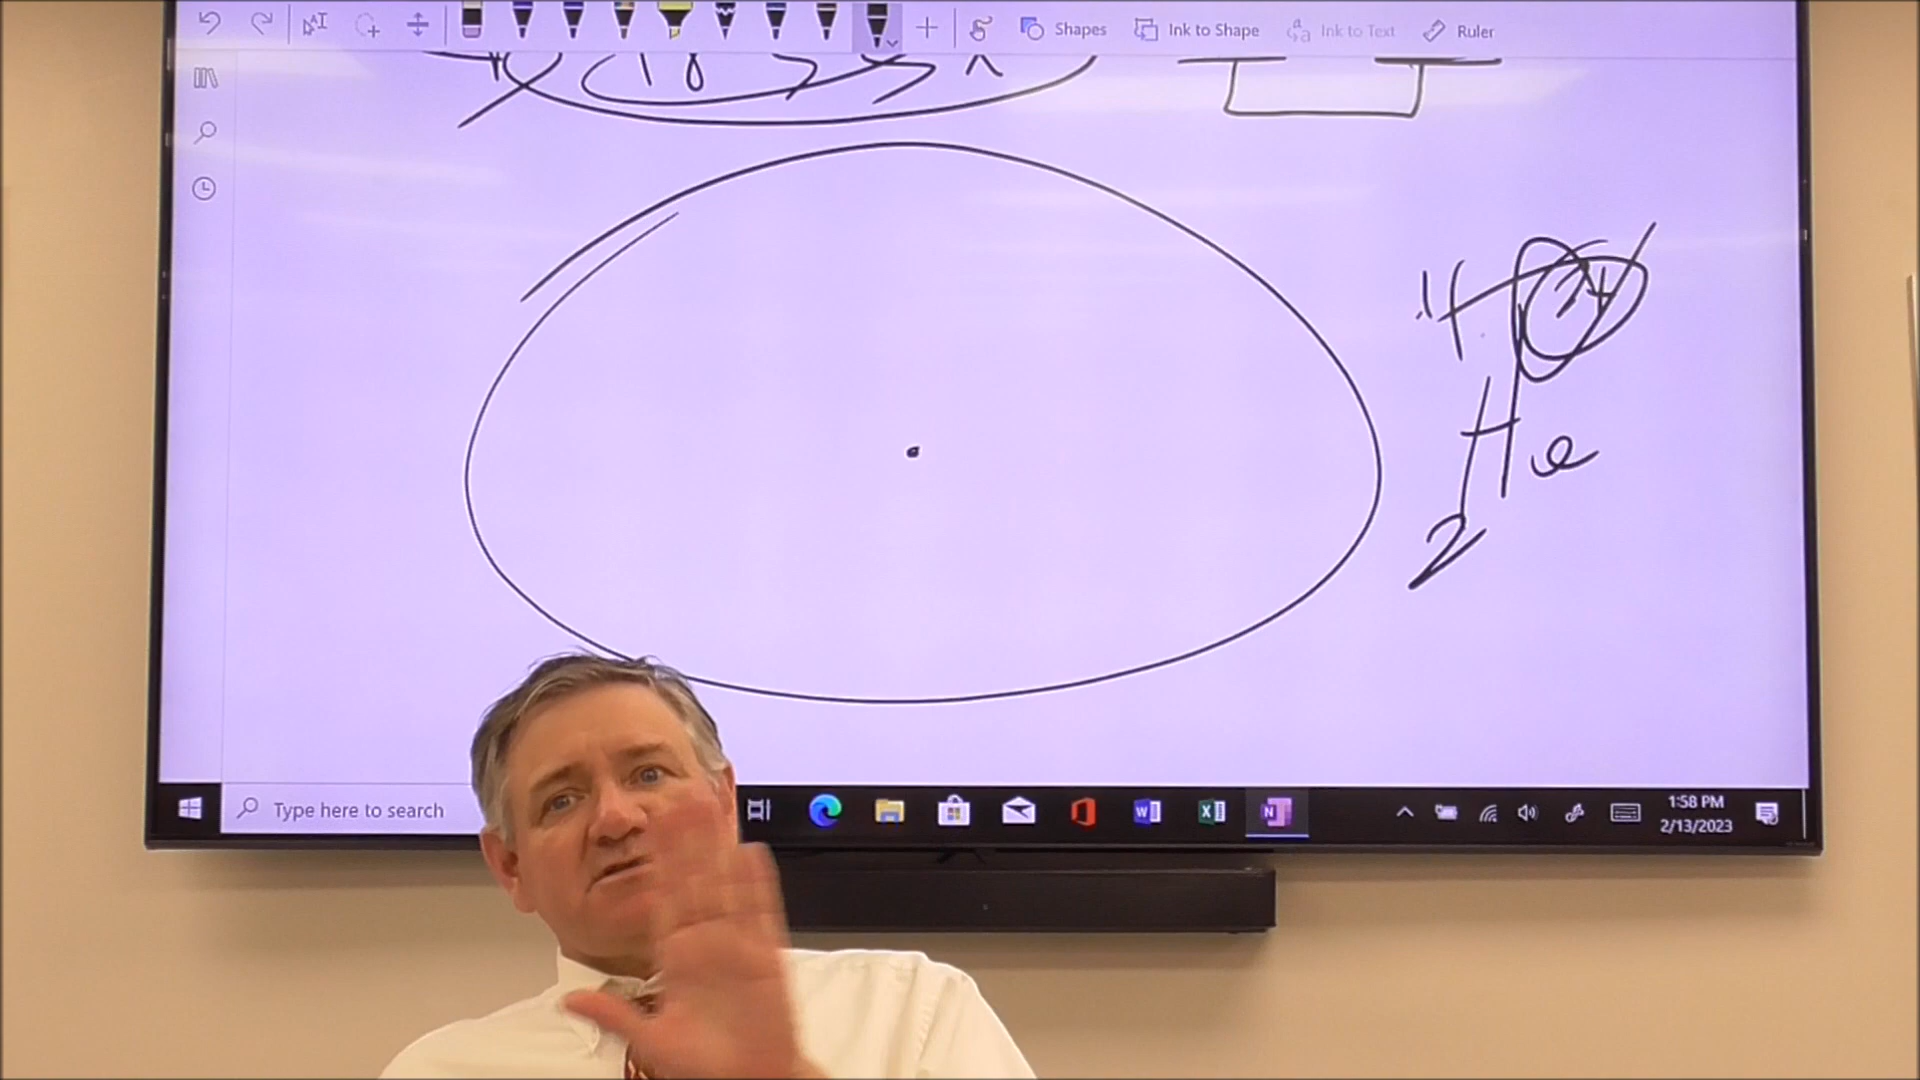 Shapes Ink to Shape Ink to Text Ruler
4 2+
He
2
Type here to search
1:58 PM
2/13/2023